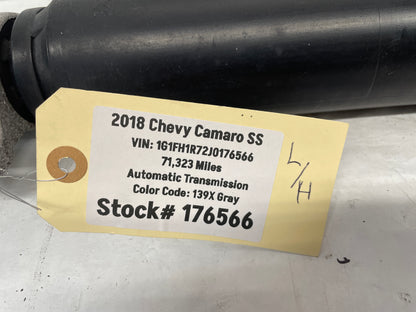 2018 Chevy Camaro SS
VIN: 1G1FH1R72J0176566
71,323 Miles
Automatic Transmission
Color Code: 139X Gray
Stock# 176566
L/H